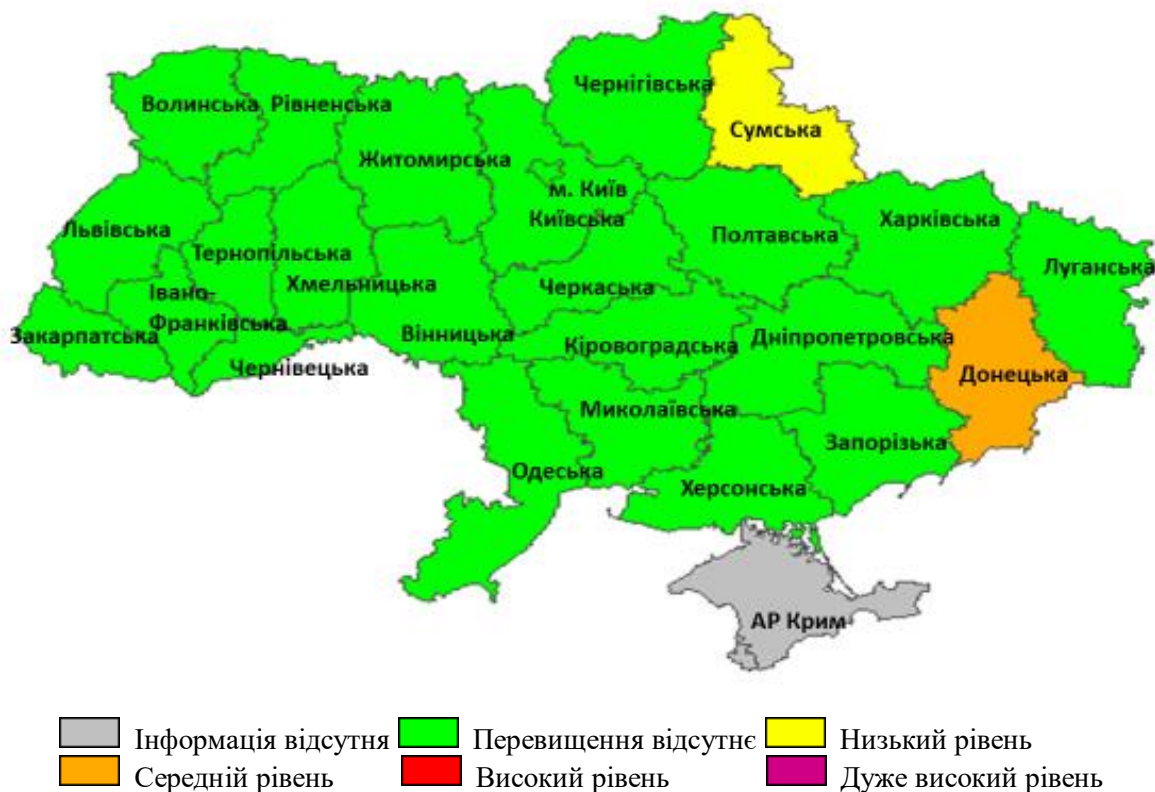 Чернігівська
Волинська
Рівненська
Сумська
Житомирська
м. Київ
Київська
Харківська
Львівська
Полтавська
Тернопільська
Луганська
Хмельницька
Черкаська
Івано-
Франківська
Закарпатська
Вінницька
Дніпропетровська
Кіровоградська
Чернівецька
Донецька
Миколаївська
Запорізька
Одеська
Херсонська
АР Крим
Інформація відсутня
Перевищення відсутнє
Низький рівень
Середній рівень
Високий рівень
Дуже високий рівень